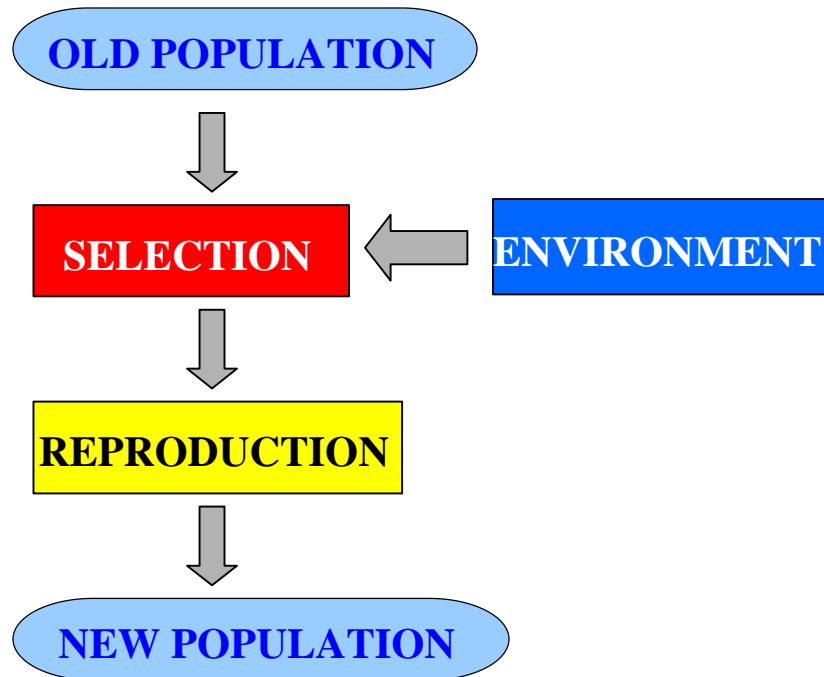 OLD POPULATION
SELECTION
ENVIRONMENT
REPRODUCTION
NEW POPULATION